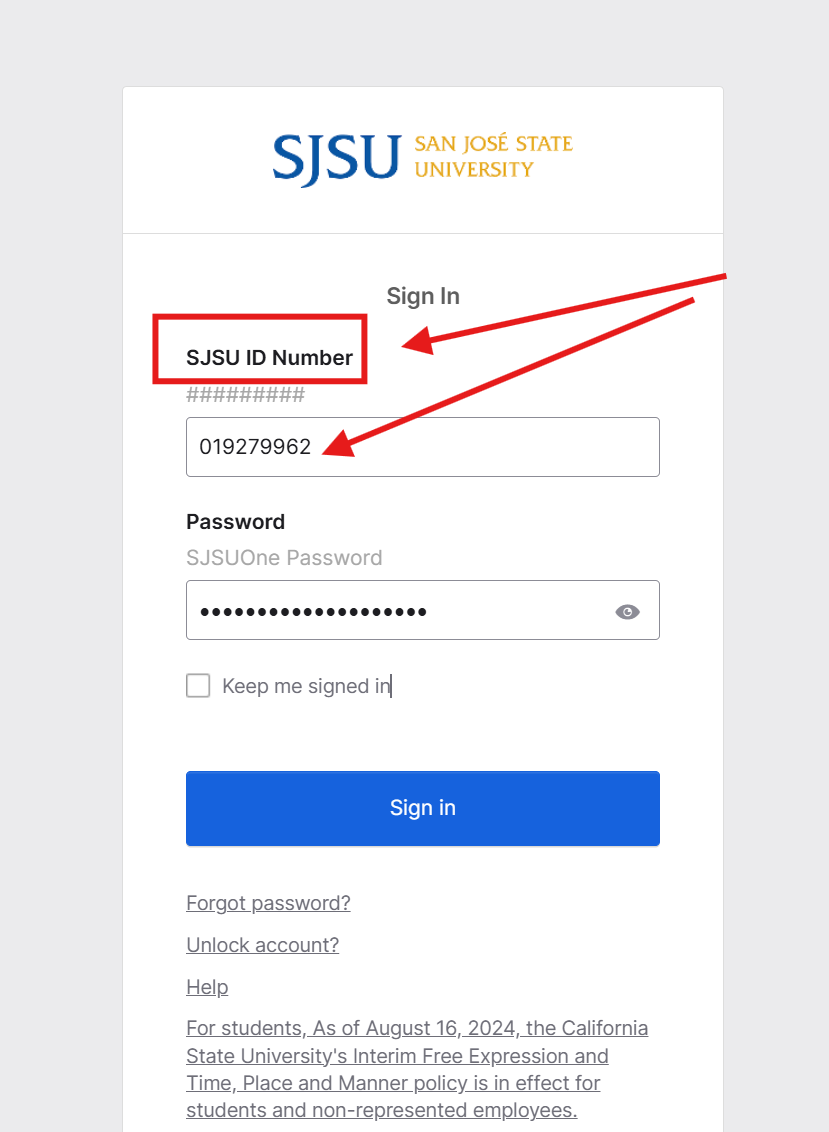 SJSU SAN JOSÉ STATE
UNIVERSITY
Sign In
SJSU ID Number
#########
019279962
Password
SJSUOne Password
••••••••••••••••••••
Keep me signed in
Sign in
Forgot password?
Unlock account?
Help
For students, As of August 16, 2024, the California
State University's Interim Free Expression and
Time, Place and Manner policy is in effect for
students and non-represented employees.